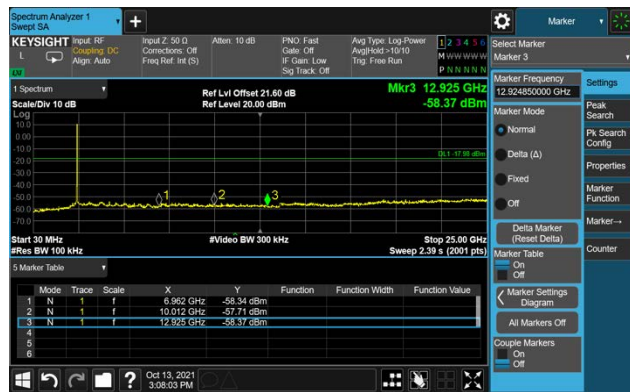 Spectrum Analyzer 1
Swept SA
Marker
KEYSIGHT
Input: RF
Coupling: DC
Align: Auto
Input Z: 50 Ω
Corrections: Off
Freq Ref: Int (S)
Atten: 10 dB
PNO: Fast
Gate: Off
IF Gain: Low
Sig Track: Off
Avg Type: Log-Power
Avg|Hold:>10/10
Trig: Free Run
1 2 3 4 5 6
M W W W W W
P N N N N N
L
LXI
Select Marker
Marker 3
1 Spectrum
Scale/Div 10 dB
Log
Ref Lvl Offset 21.60 dB
Ref Level 20.00 dBm
Mkr3 12.925 GHz
-58.37 dBm
10.0
0.00
-10.0
-20.0
-30.0
-40.0
-50.0
-60.0
-70.0
DL1 -17.98 dBm
1
2
3
Start 30 MHz
#Res BW 100 kHz
#Video BW 300 kHz
Stop 25.00 GHz
Sweep 2.39 s (2001 pts)
5 Marker Table
Mode Trace Scale X Y Function Function Width Function Value
1 N 1 f 6.962 GHz -58.34 dBm
2 N 1 f 10.012 GHz -57.71 dBm
3 N 1 f 12.925 GHz -58.37 dBm
4
5
6
Marker Frequency
12.924850000 GHz
Marker Mode
Normal
Delta (Δ)
Fixed
Off
Delta Marker
(Reset Delta)
Marker Table
On
Off
Marker Settings
Diagram
All Markers Off
Couple Markers
On
Off
Settings
Peak
Search
Pk Search
Config
Properties
Marker
Function
Marker→
Counter
Oct 13, 2021
3:08:03 PM